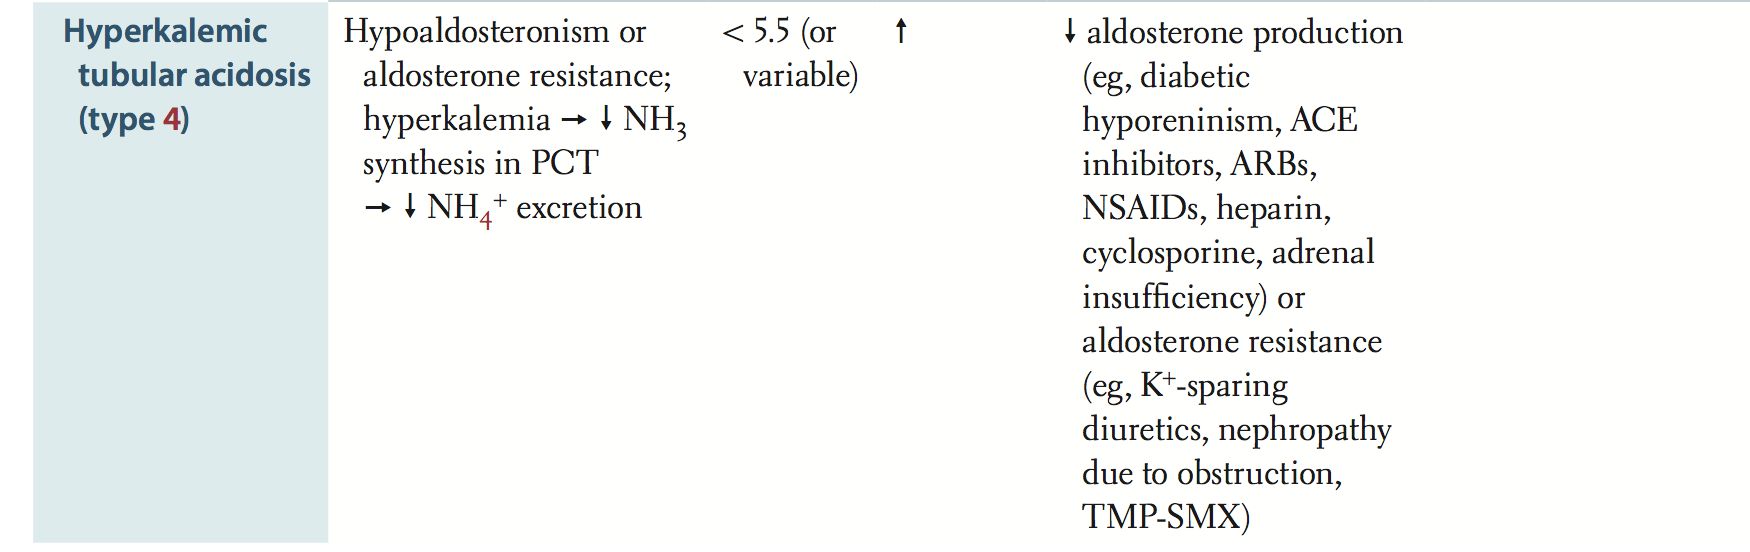 Hyperkalemic
tubular acidosis
(type 4)
Hypoaldosteronism or
aldosterone resistance;
hyperkalemia → ↓ NH₃
synthesis in PCT
→ ↓ NH₄⁺ excretion
< 5.5 (or
variable)
↑
↓ aldosterone production
(eg, diabetic
hyporeninism, ACE
inhibitors, ARBs,
NSAIDs, heparin,
cyclosporine, adrenal
insufficiency) or
aldosterone resistance
(eg, K⁺-sparing
diuretics, nephropathy
due to obstruction,
TMP-SMX)